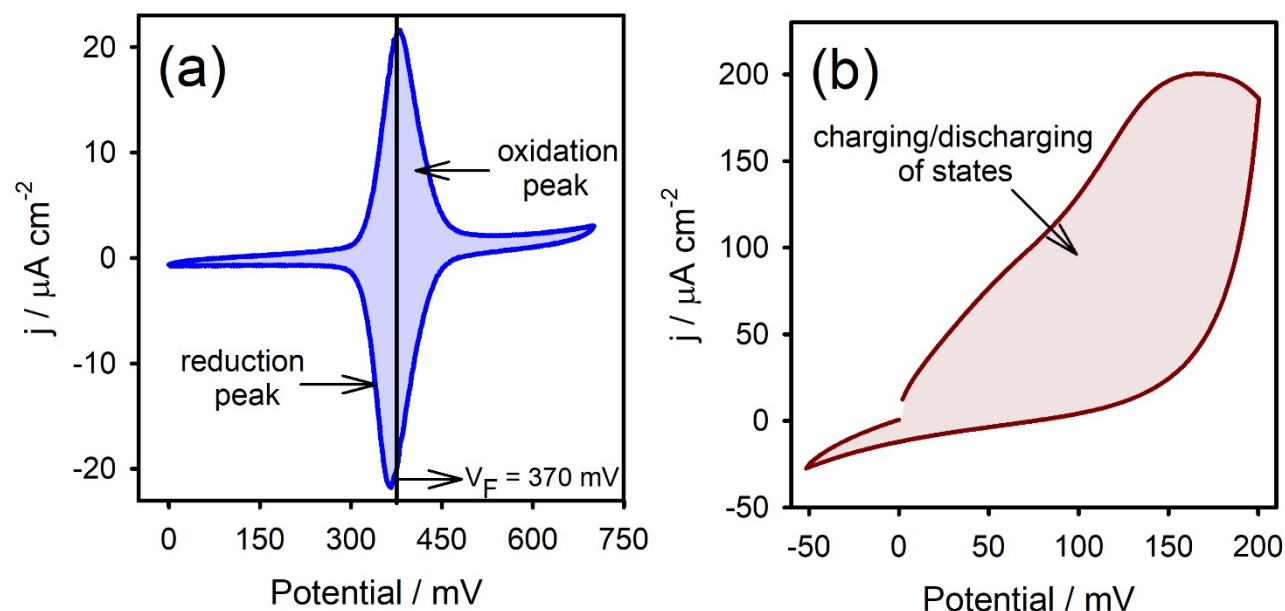 (a)
20
10
0
-10
-20
j / μA cm-2
oxidation
peak
reduction
peak
VF = 370 mV
0 150 300 450 600 750
Potential / mV
(b)
200
150
100
50
0
-50
j / μA cm-2
charging/discharging
of states
-50 0 50 100 150 200
Potential / mV